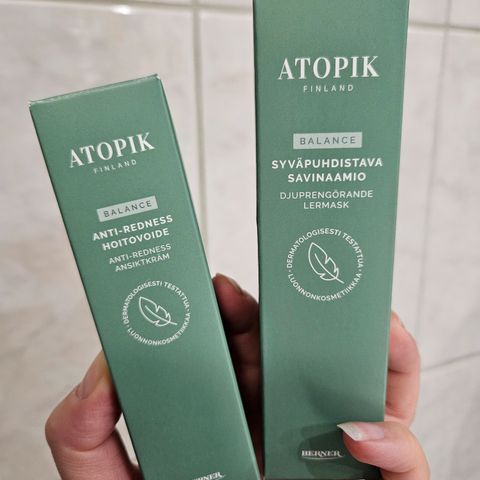 ATOPIK
FINLAND
BALANCE
ANTI-REDNESS
HOITOVOIDE
ANTI-REDNESS
ANSIKTKRÄM
DERMATOLOGISESTI TESTATTUA
LUONNONKOSMETIIKKAA
BERNER
ATOPIK
FINLAND
BALANCE
SYVÄPUHDISTAVA
SAVINAAMIO
DJUPRENGÖRANDE
LERMASK
DERMATOLOGISESTI TESTATTUA
LUONNONKOSMETIIKKAA
BERNER